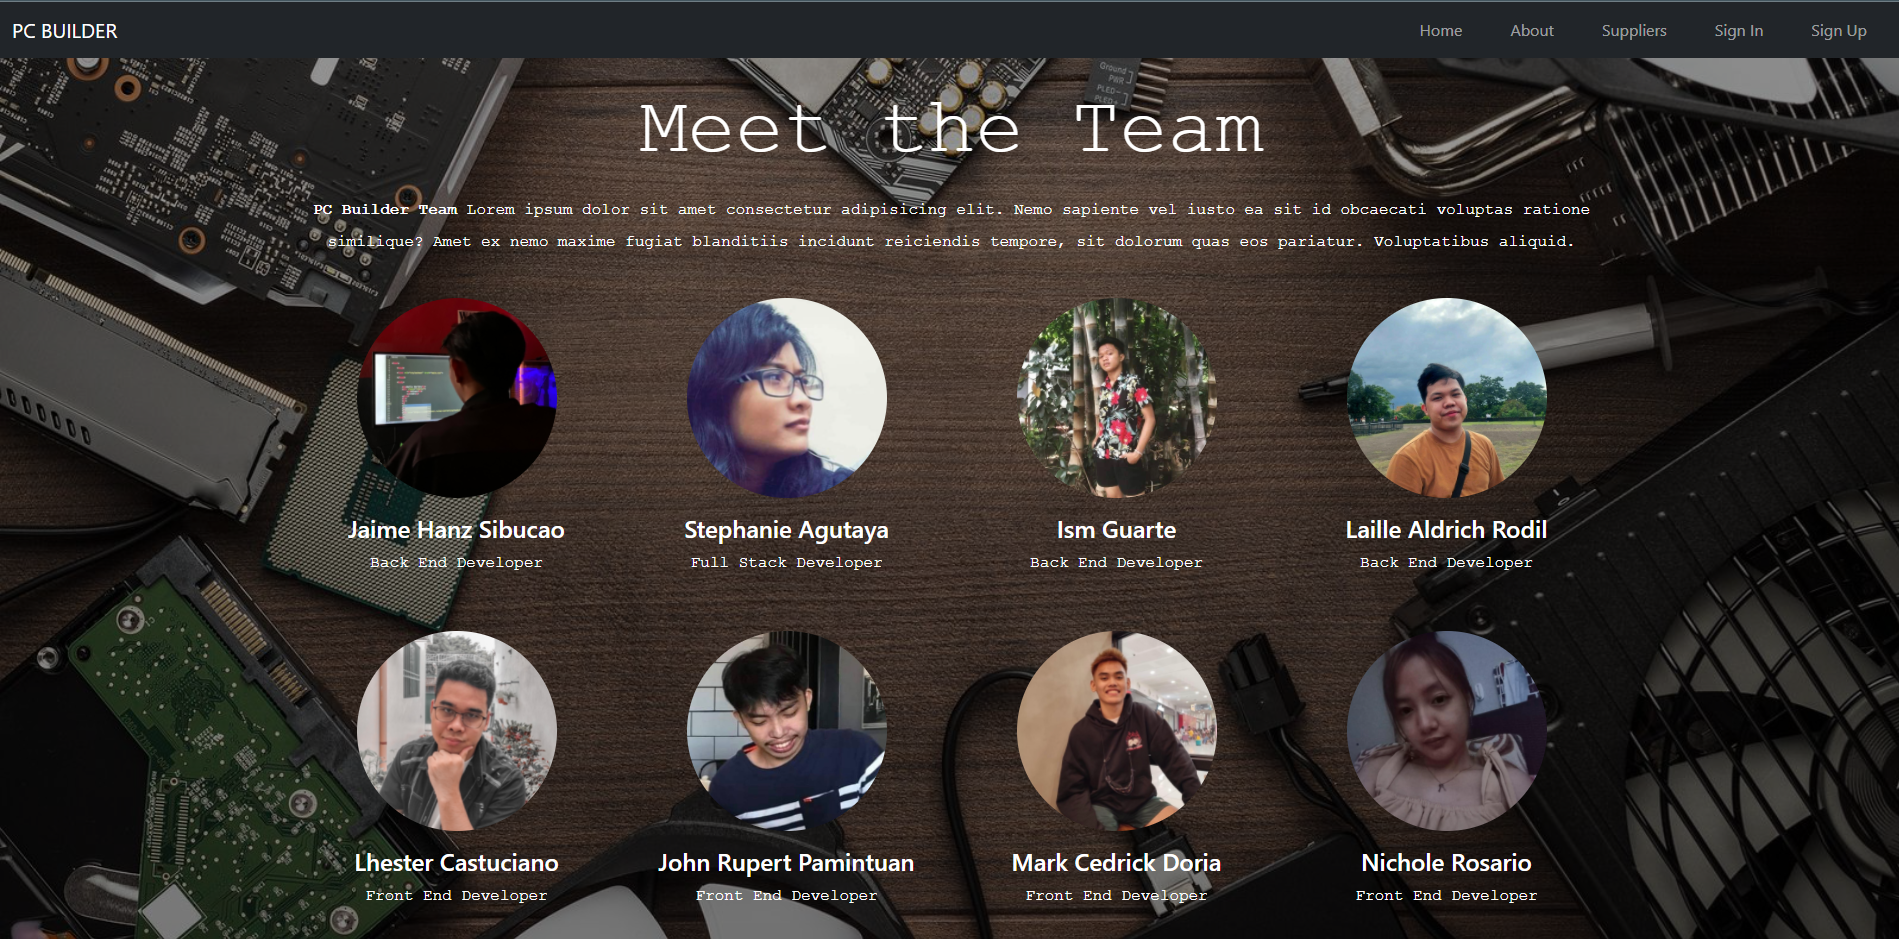 PC BUILDER Home About Suppliers Sign In Sign Up
Ground
PWR
PLED-
PLED+
Meet the Team
PC Builder Team Lorem ipsum dolor sit amet consectetur adipisicing elit. Nemo sapiente vel iusto ea sit id obcaecati voluptas ratione
similique? Amet ex nemo maxime fugiat blanditiis incidunt reiciendis tempore, sit dolorum quas eos pariatur. Voluptatibus aliquid.
Jaime Hanz Sibucao Stephanie Agutaya Ism Guarte Laille Aldrich Rodil
Back End Developer Full Stack Developer Back End Developer Back End Developer
Lhester Castuciano John Rupert Pamintuan Mark Cedrick Doria Nichole Rosario
Front End Developer Front End Developer Front End Developer Front End Developer